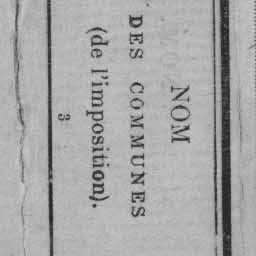 NOM
DES COMMUNES
(de l'imposition).
3